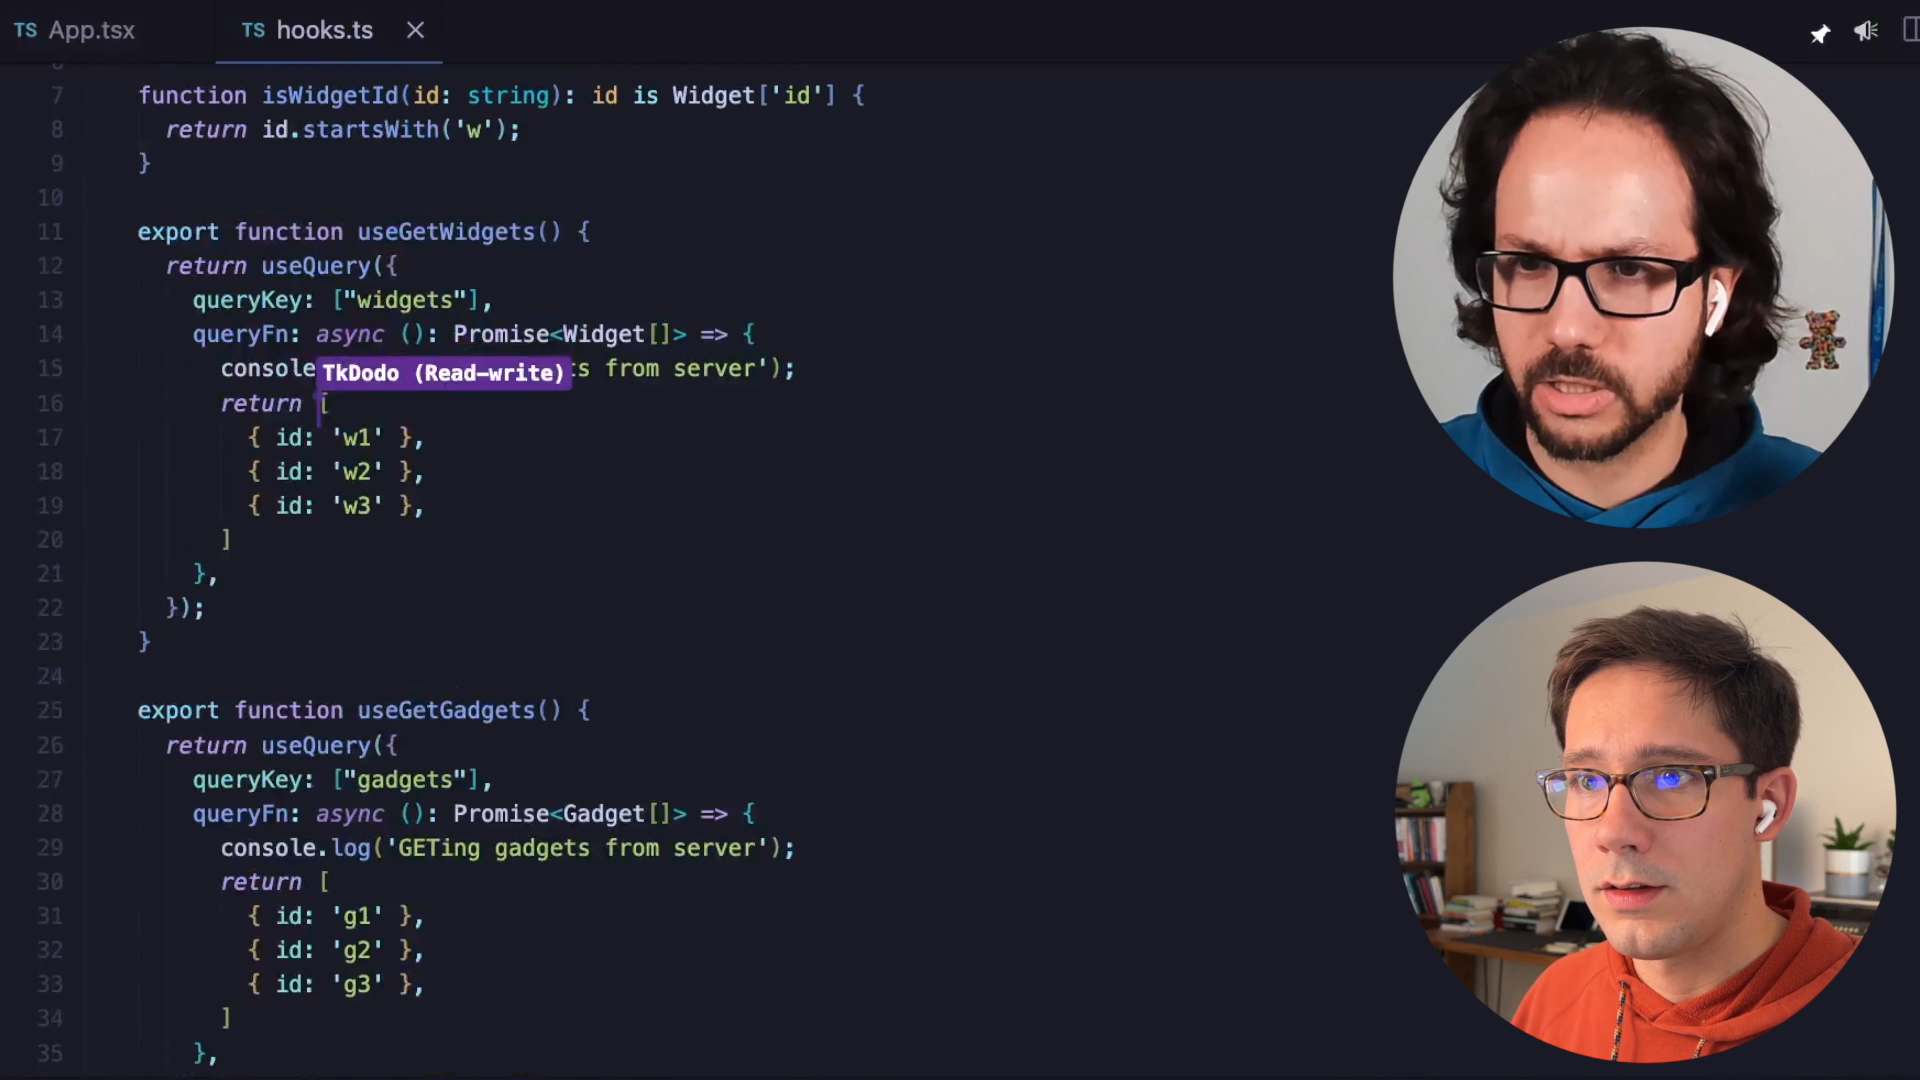 TS App.tsx
TS hooks.ts
7 function isWidgetId(id: string): id is Widget['id'] {
8 return id.startsWith('w');
9 }
10
11 export function useGetWidgets() {
12 return useQuery({
13 queryKey: ["widgets"],
14 queryFn: async (): Promise<Widget[]> => {
15 console TkDodo (Read-write) ts from server');
16 return [
17 { id: 'w1' },
18 { id: 'w2' },
19 { id: 'w3' },
20 ]
21 },
22 });
23 }
24
25 export function useGetGadgets() {
26 return useQuery({
27 queryKey: ["gadgets"],
28 queryFn: async (): Promise<Gadget[]> => {
29 console.log('GETing gadgets from server');
30 return [
31 { id: 'g1' },
32 { id: 'g2' },
33 { id: 'g3' },
34 ]
35 },